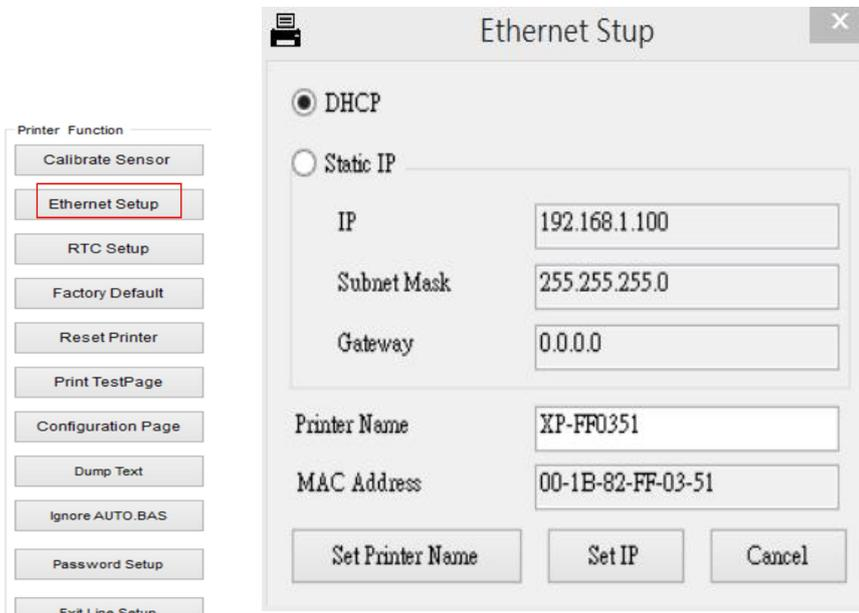 Printer Function
Calibrate Sensor
Ethernet Setup
RTC Setup
Factory Default
Reset Printer
Print TestPage
Configuration Page
Dump Text
Ignore AUTO.BAS
Password Setup
Exit Line Setup
Ethernet Stup
DHCP
Static IP
IP 192.168.1.100
Subnet Mask 255.255.255.0
Gateway 0.0.0.0
Printer Name XP-FF0351
MAC Address 00-1B-82-FF-03-51
Set Printer Name Set IP Cancel